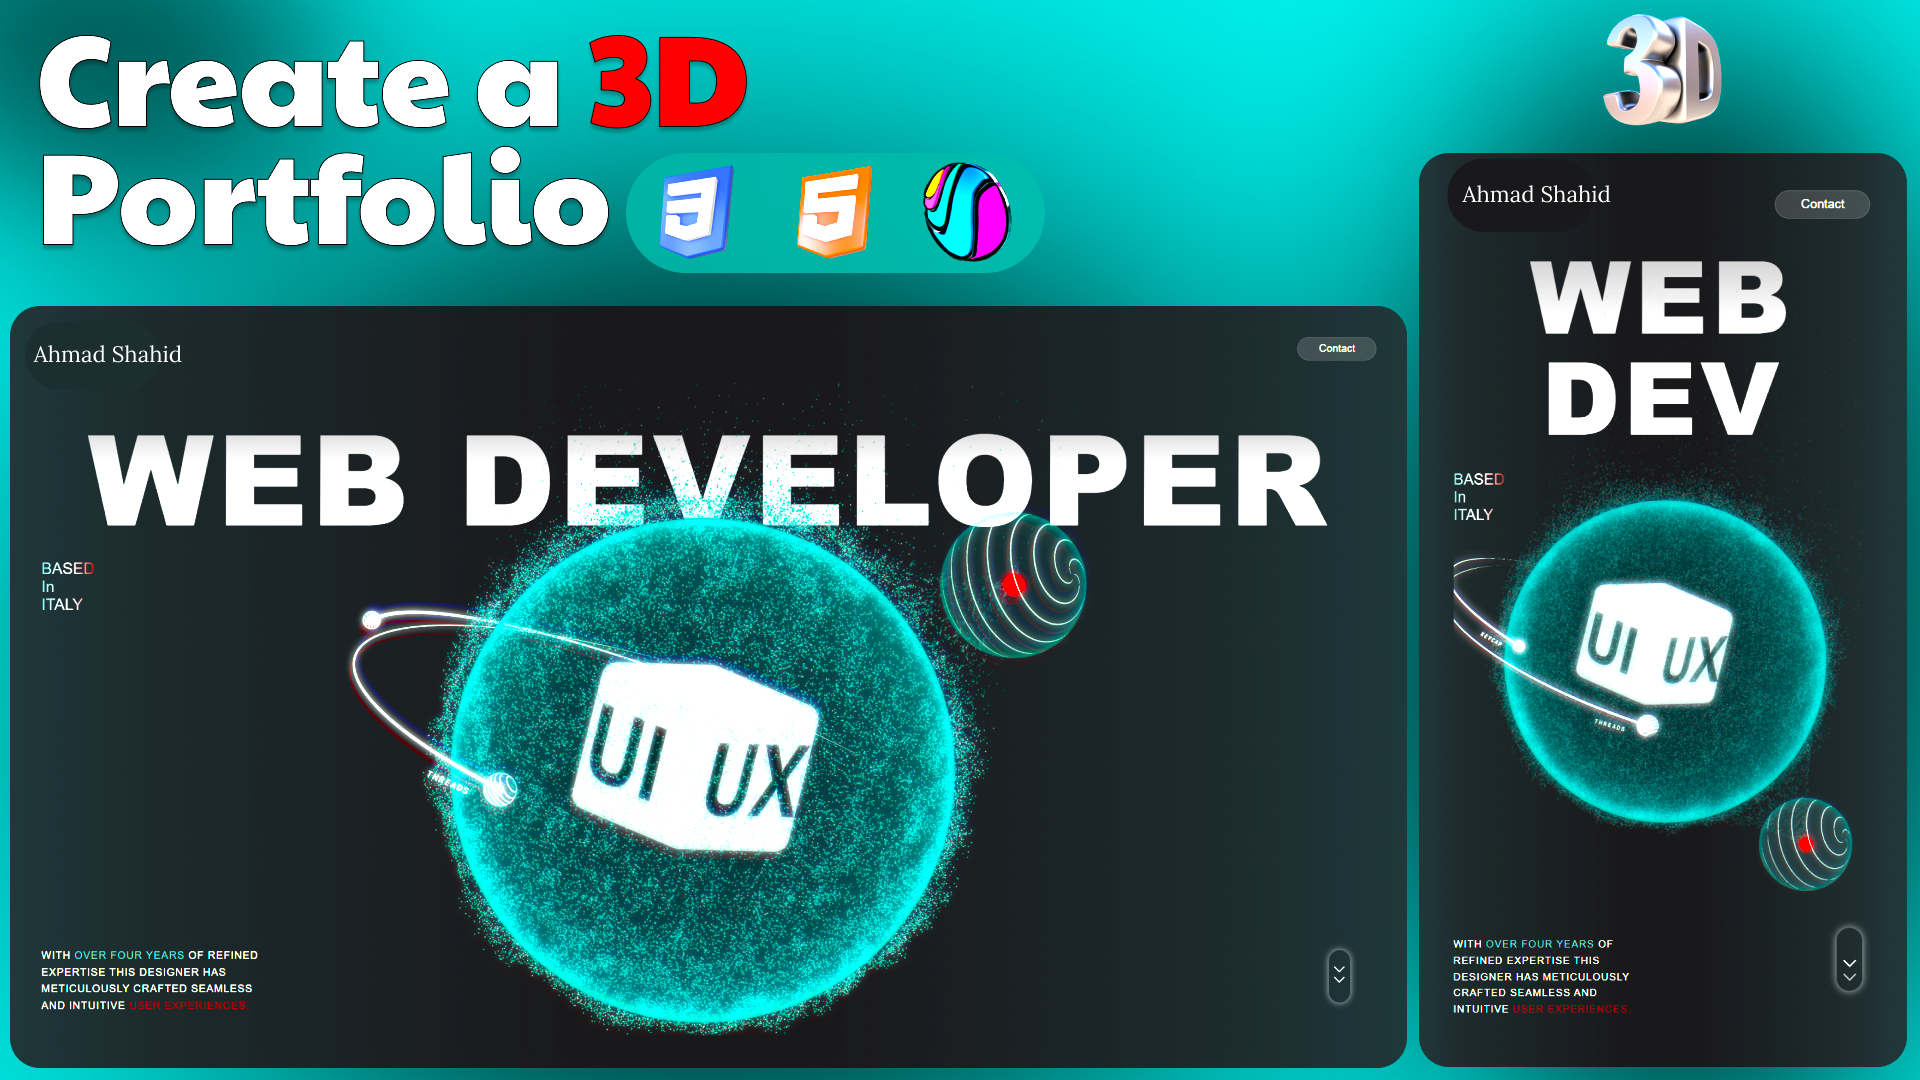 Create a 3D
Portfolio
3
5
3D
Ahmad Shahid
Contact
WEB DEVELOPER
BASED
In
ITALY
UI UX
THREADS
WITH OVER FOUR YEARS OF REFINED
EXPERTISE THIS DESIGNER HAS
METICULOUSLY CRAFTED SEAMLESS
AND INTUITIVE USER EXPERIENCES.
Ahmad Shahid
Contact
WEB
DEV
BASED
In
ITALY
KEYCAP
UI UX
THREADS
WITH OVER FOUR YEARS OF
REFINED EXPERTISE THIS
DESIGNER HAS METICULOUSLY
CRAFTED SEAMLESS AND
INTUITIVE USER EXPERIENCES.